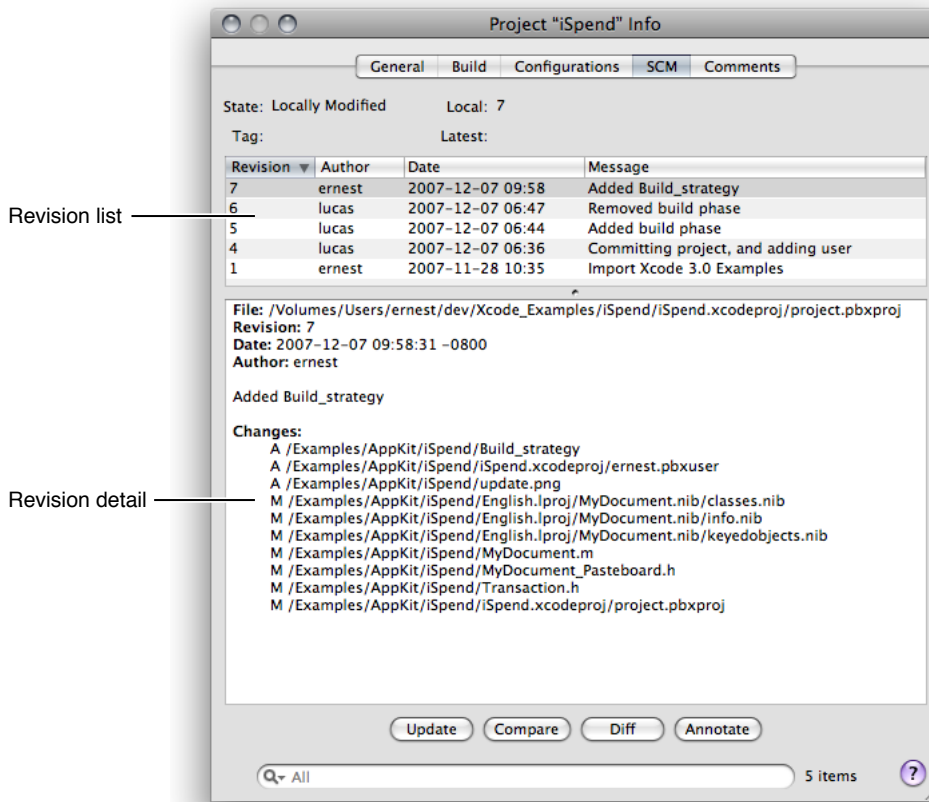 Project “iSpend” Info
General Build Configurations SCM Comments
State: Locally Modified Local: 7
Tag: Latest:
Revision Author Date Message
7 ernest 2007-12-07 09:58 Added Build_strategy
6 lucas 2007-12-07 06:47 Removed build phase
5 lucas 2007-12-07 06:44 Added build phase
4 lucas 2007-12-07 06:36 Committing project, and adding user
1 ernest 2007-11-28 10:35 Import Xcode 3.0 Examples
Revision list
File: /Volumes/Users/ernest/dev/Xcode_Examples/iSpend/iSpend.xcodeproj/project.pbxproj
Revision: 7
Date: 2007-12-07 09:58:31 -0800
Author: ernest
Added Build_strategy
Changes:
A /Examples/AppKit/iSpend/Build_strategy
A /Examples/AppKit/iSpend/iSpend.xcodeproj/ernest.pbxuser
A /Examples/AppKit/iSpend/update.png
M /Examples/AppKit/iSpend/English.lproj/MyDocument.nib/classes.nib
M /Examples/AppKit/iSpend/English.lproj/MyDocument.nib/info.nib
M /Examples/AppKit/iSpend/English.lproj/MyDocument.nib/keyedobjects.nib
M /Examples/AppKit/iSpend/MyDocument.m
M /Examples/AppKit/iSpend/MyDocument_Pasteboard.h
M /Examples/AppKit/iSpend/Transaction.h
M /Examples/AppKit/iSpend/iSpend.xcodeproj/project.pbxproj
Revision detail
Update Compare Diff Annotate
All 5 items ?